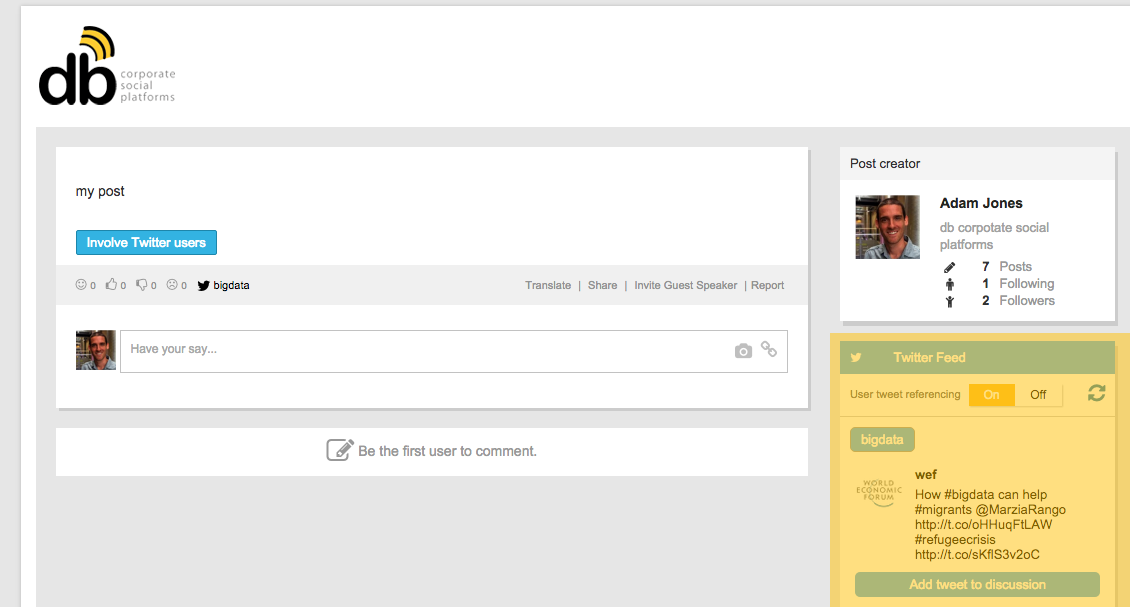 db corporate
social
platforms
my post
Involve Twitter users
0 0 0 0 bigdata
Translate | Share | Invite Guest Speaker | Report
Have your say...
Be the first user to comment.
Post creator
Adam Jones
db corpotate social
platforms
7 Posts
1 Following
2 Followers
Twitter Feed
User tweet referencing On Off
bigdata
WORLD
ECONOMIC
FORUM
wef
How #bigdata can help
#migrants @MarziaRango
http://t.co/oHHuqFtLAW
#refugeecrisis
http://t.co/sKflS3v2oC
Add tweet to discussion